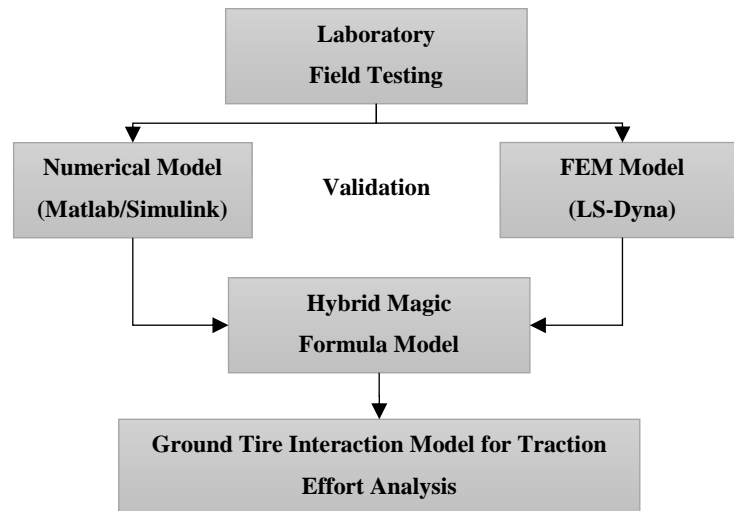 Laboratory
Field Testing
Numerical Model
(Matlab/Simulink)
Validation
FEM Model
(LS-Dyna)
Hybrid Magic
Formula Model
Ground Tire Interaction Model for Traction
Effort Analysis